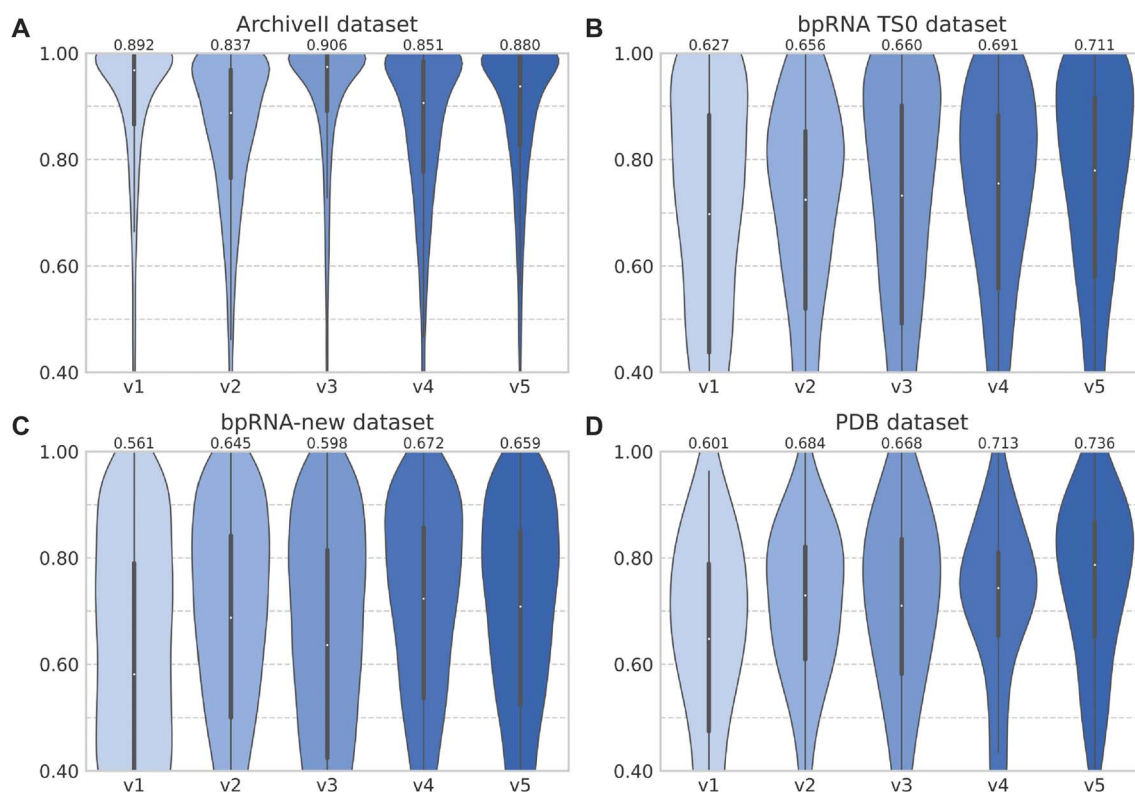 A
ArchiveII dataset
0.892 0.837 0.906 0.851 0.880
1.00
0.80
0.60
0.40
v1 v2 v3 v4 v5
B
bpRNA TS0 dataset
0.627 0.656 0.660 0.691 0.711
1.00
0.80
0.60
0.40
v1 v2 v3 v4 v5
C
bpRNA-new dataset
0.561 0.645 0.598 0.672 0.659
1.00
0.80
0.60
0.40
v1 v2 v3 v4 v5
D
PDB dataset
0.601 0.684 0.668 0.713 0.736
1.00
0.80
0.60
0.40
v1 v2 v3 v4 v5